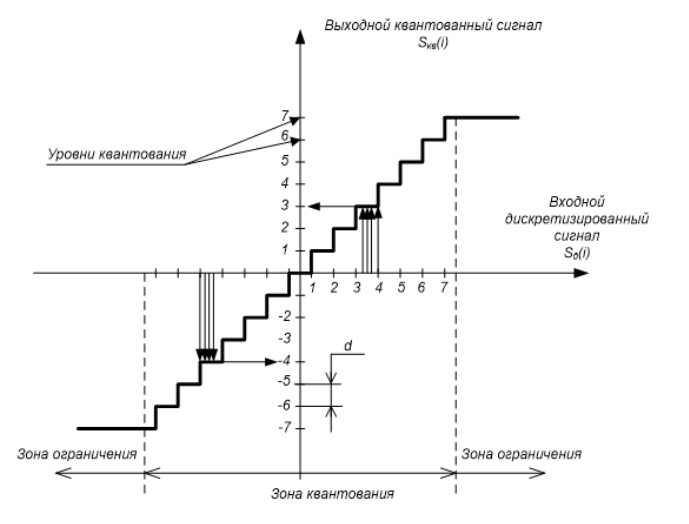 Выходной квантованный сигнал
Sкв(i)
7
6
Уровни квантования
5
4
3
2
1
Входной
дискретизированный
сигнал
Sд(i)
1 2 3 4 5 6 7
-2
-3
-4
d
-5
-6
-7
Зона ограничения
Зона ограничения
Зона квантования